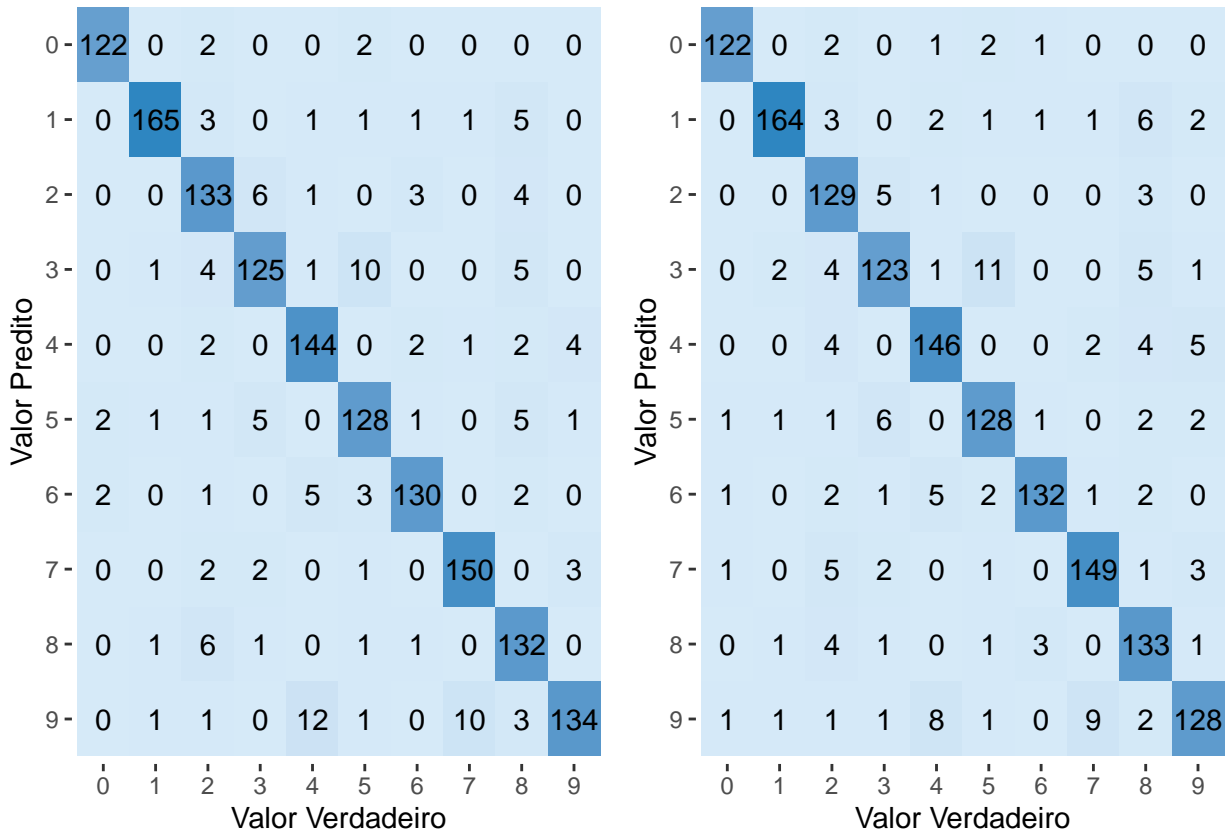 0 122 0 2 0 0 2 0 0 0 0
1 0 165 3 0 1 1 1 1 5 0
2 0 0 133 6 1 0 3 0 4 0
3 0 1 4 125 1 10 0 0 5 0
4 0 0 2 0 144 0 2 1 2 4
5 2 1 1 5 0 128 1 0 5 1
6 2 0 1 0 5 3 130 0 2 0
7 0 0 2 2 0 1 0 150 0 3
8 0 1 6 1 0 1 1 0 132 0
9 0 1 1 0 12 1 0 10 3 134
0 1 2 3 4 5 6 7 8 9
Valor Verdadeiro
Valor Predito
0 122 0 2 0 1 2 1 0 0 0
1 0 164 3 0 2 1 1 1 6 2
2 0 0 129 5 1 0 0 0 3 0
3 0 2 4 123 1 11 0 0 5 1
4 0 0 4 0 146 0 0 2 4 5
5 1 1 1 6 0 128 1 0 2 2
6 1 0 2 1 5 2 132 1 2 0
7 1 0 5 2 0 1 0 149 1 3
8 0 1 4 1 0 1 3 0 133 1
9 1 1 1 1 8 1 0 9 2 128
0 1 2 3 4 5 6 7 8 9
Valor Verdadeiro
Valor Predito